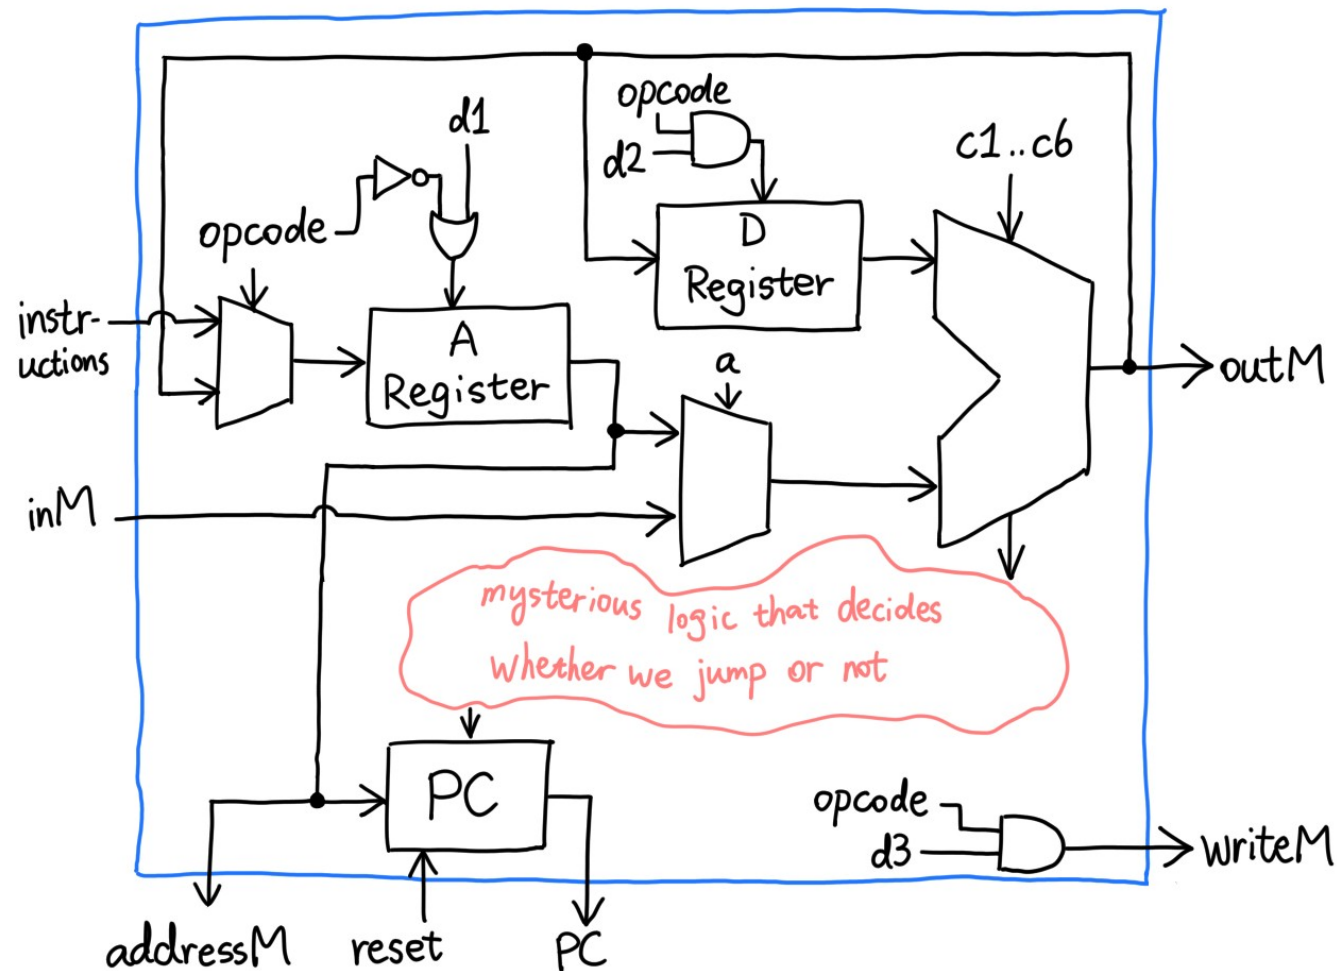 opcode
d1
d2
c1..c6
opcode
D
Register
instr-
uctions
A
Register
a
outM
inM
mysterious logic that decides
whether we jump or not
PC
opcode
d3
writeM
addressM
reset
PC